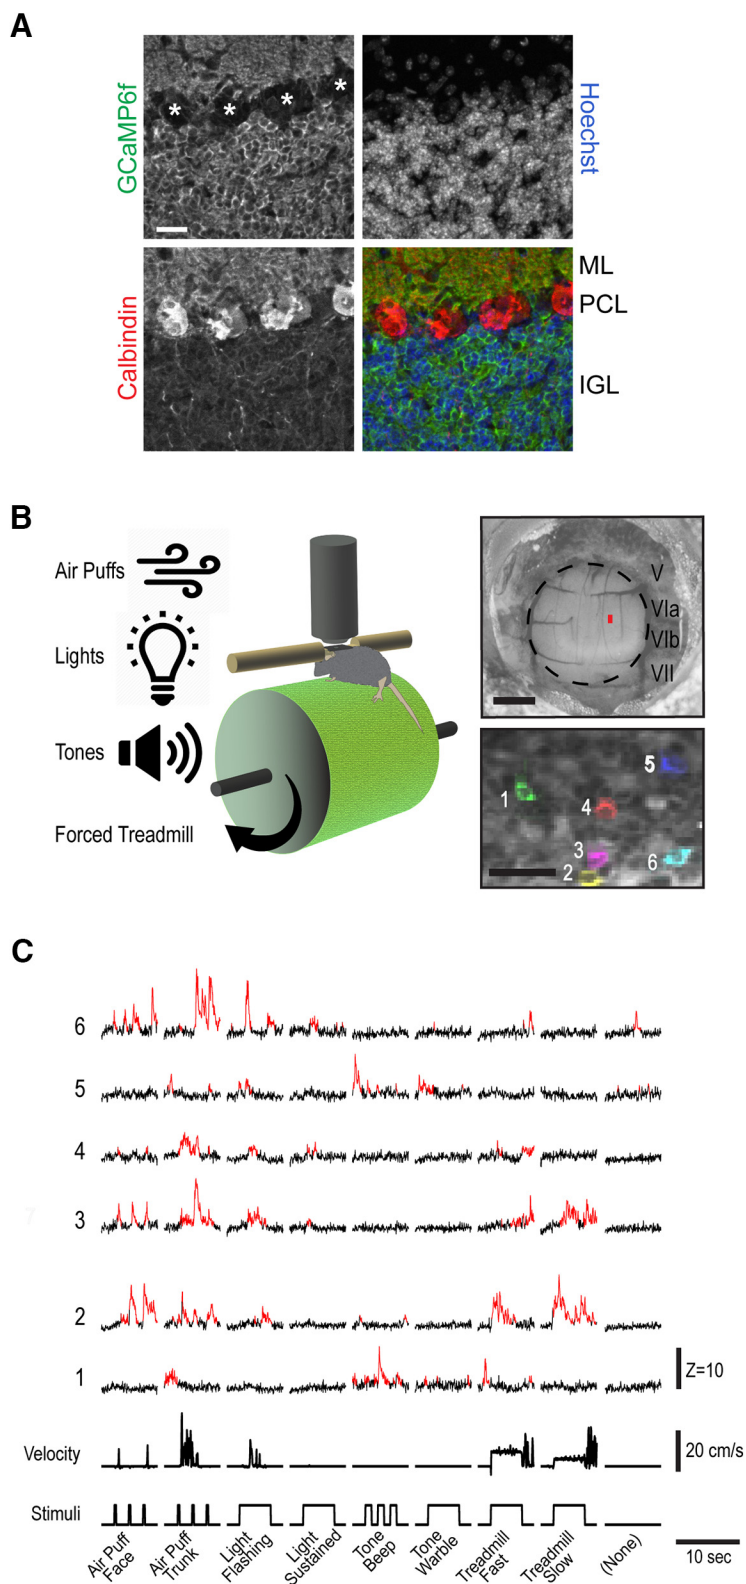 A
GCaMP6f
* * * *
Hoechst
Calbindin
ML
PCL
IGL
B
Air Puffs
Lights
Tones
Forced Treadmill
V
VIa
VIb
VII
1
2
3
4
5
6
C
6
5
4
7
3
2
1
Z=10
Velocity
20 cm/s
Stimuli
Air Puff
Face
Air Puff
Trunk
Light
Flashing
Light
Sustained
Tone
Beep
Tone
Warble
Treadmill
Fast
Treadmill
Slow
(None)
10 sec